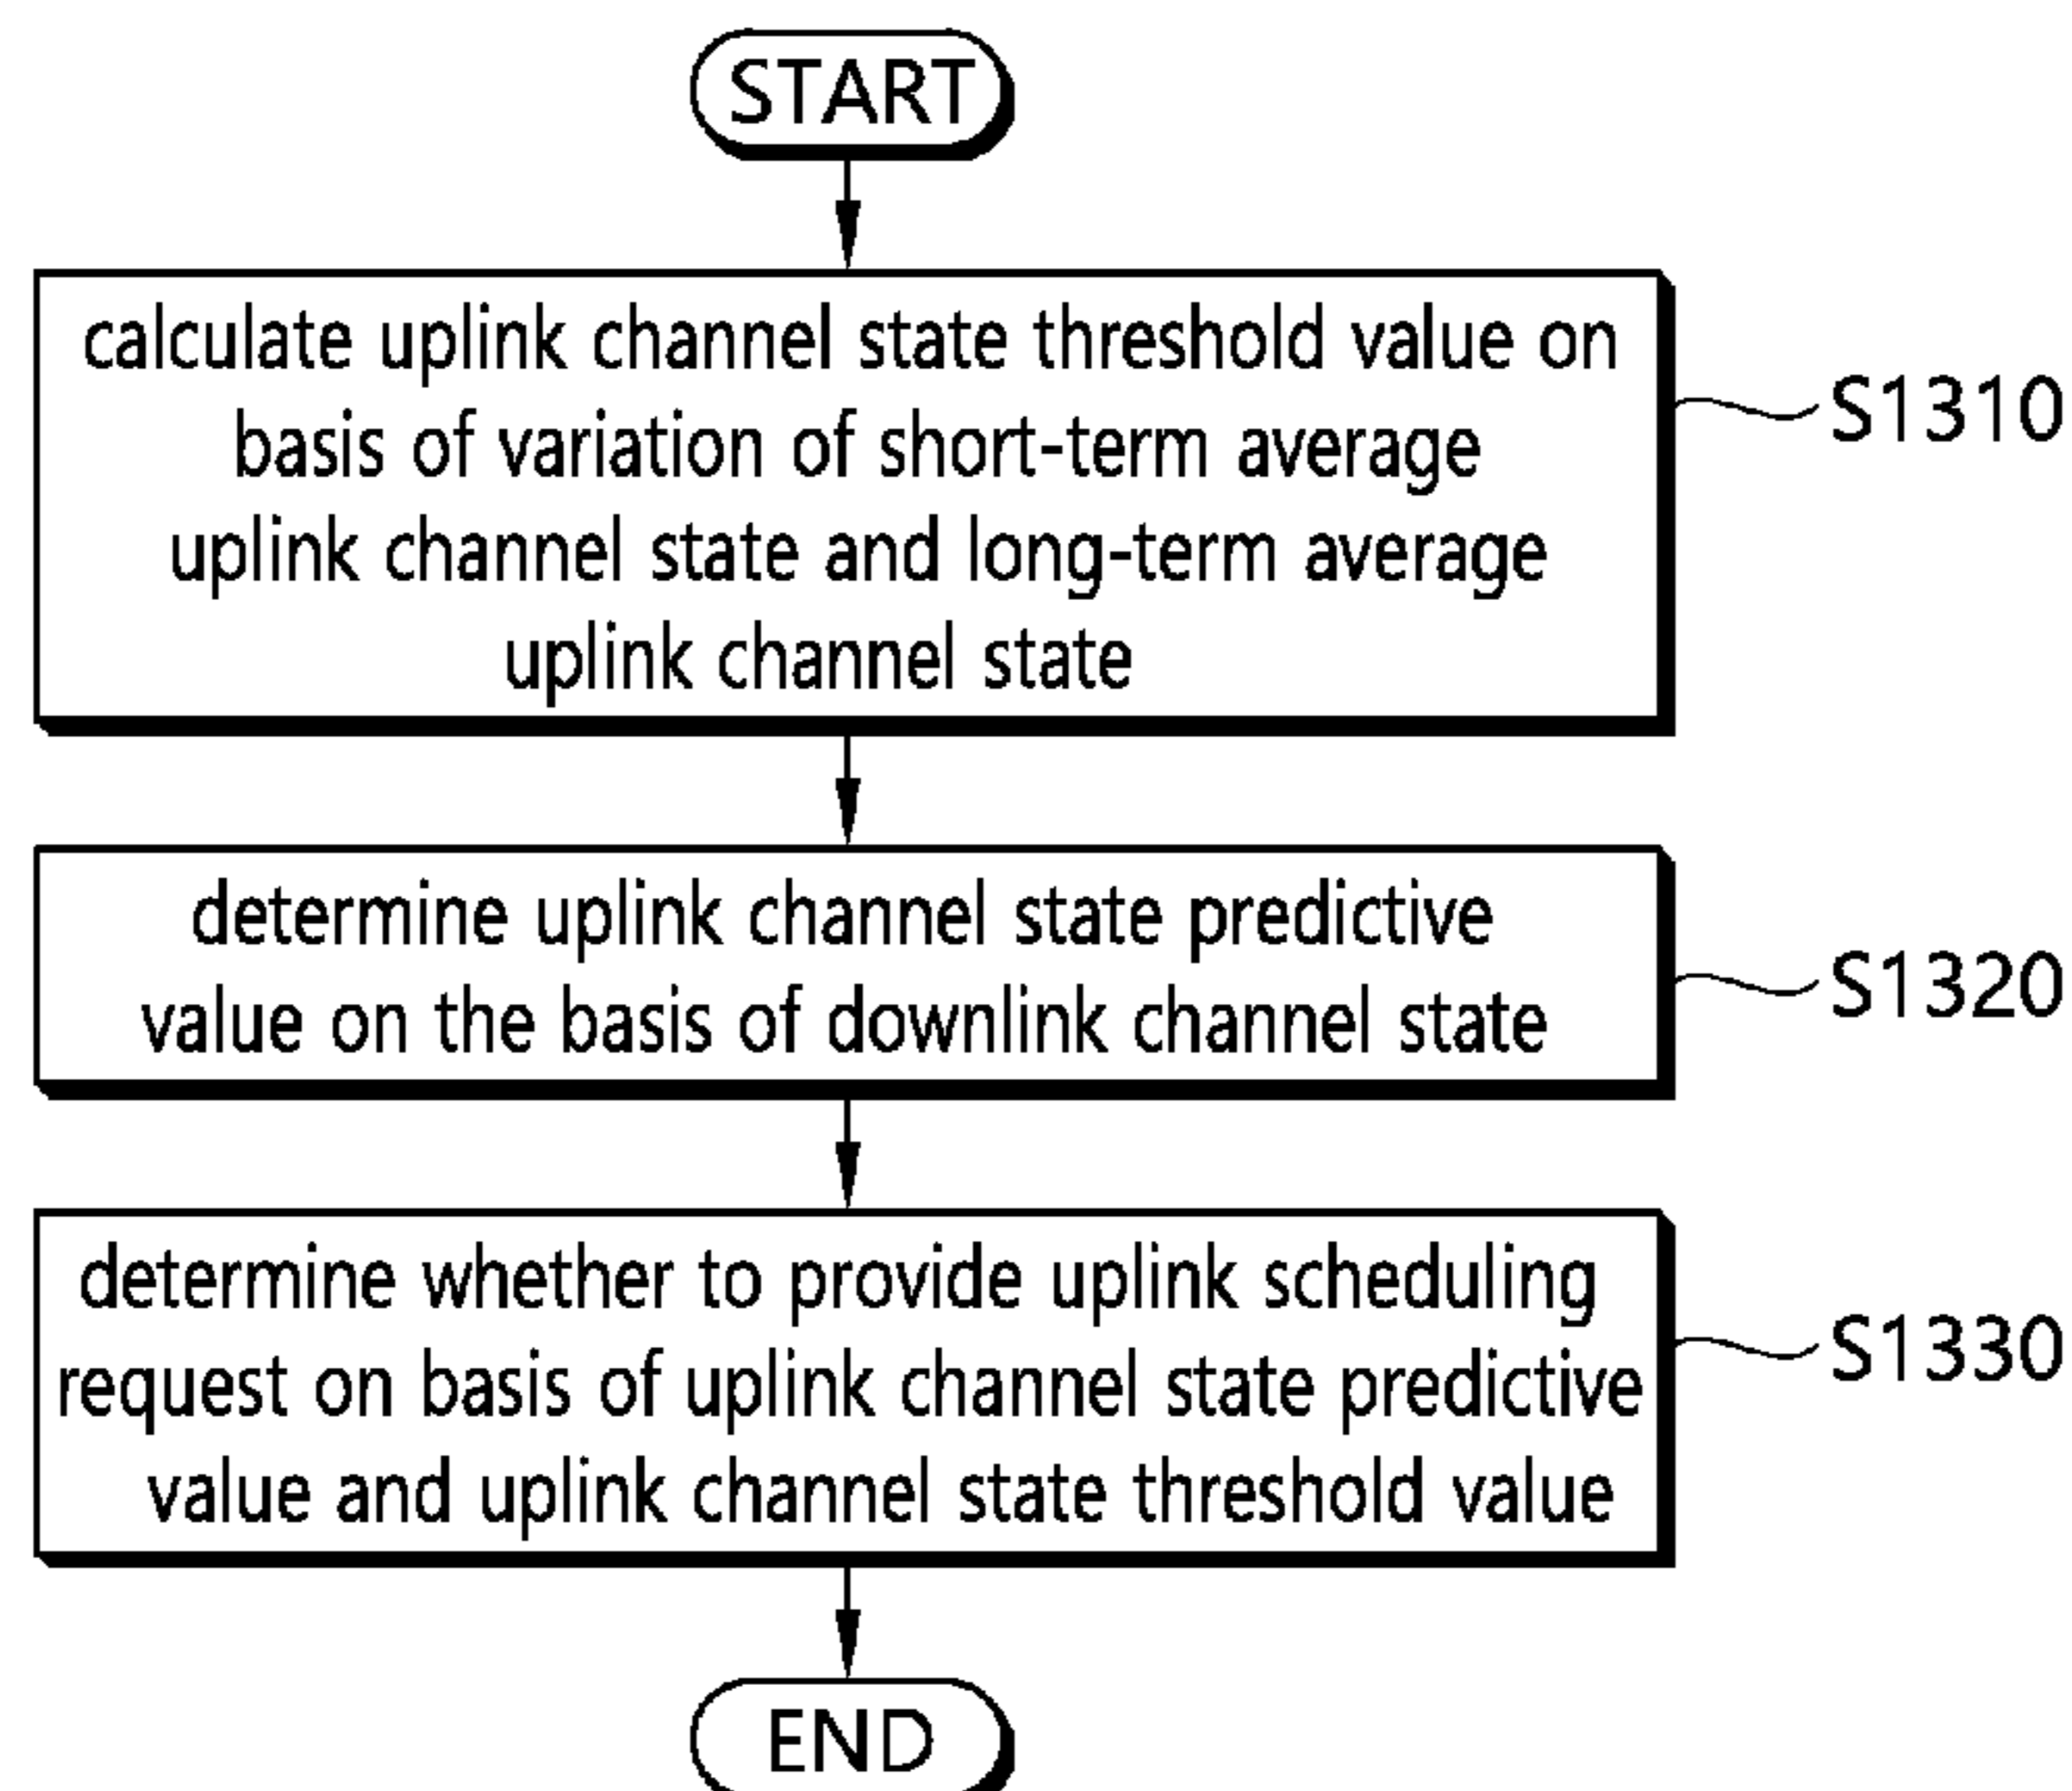 START
calculate uplink channel state threshold value on
basis of variation of short-term average
uplink channel state and long-term average
uplink channel state
S1310
determine uplink channel state predictive
value on the basis of downlink channel state
S1320
determine whether to provide uplink scheduling
request on basis of uplink channel state predictive
value and uplink channel state threshold value
S1330
END